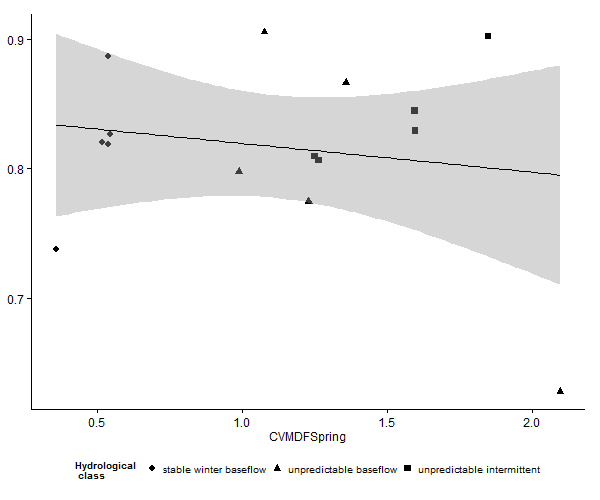 0.9
0.8
0.7
0.5 1.0 1.5 2.0
CVMDFSpring
Hydrological
class
stable winter baseflow unpredictable baseflow unpredictable intermittent